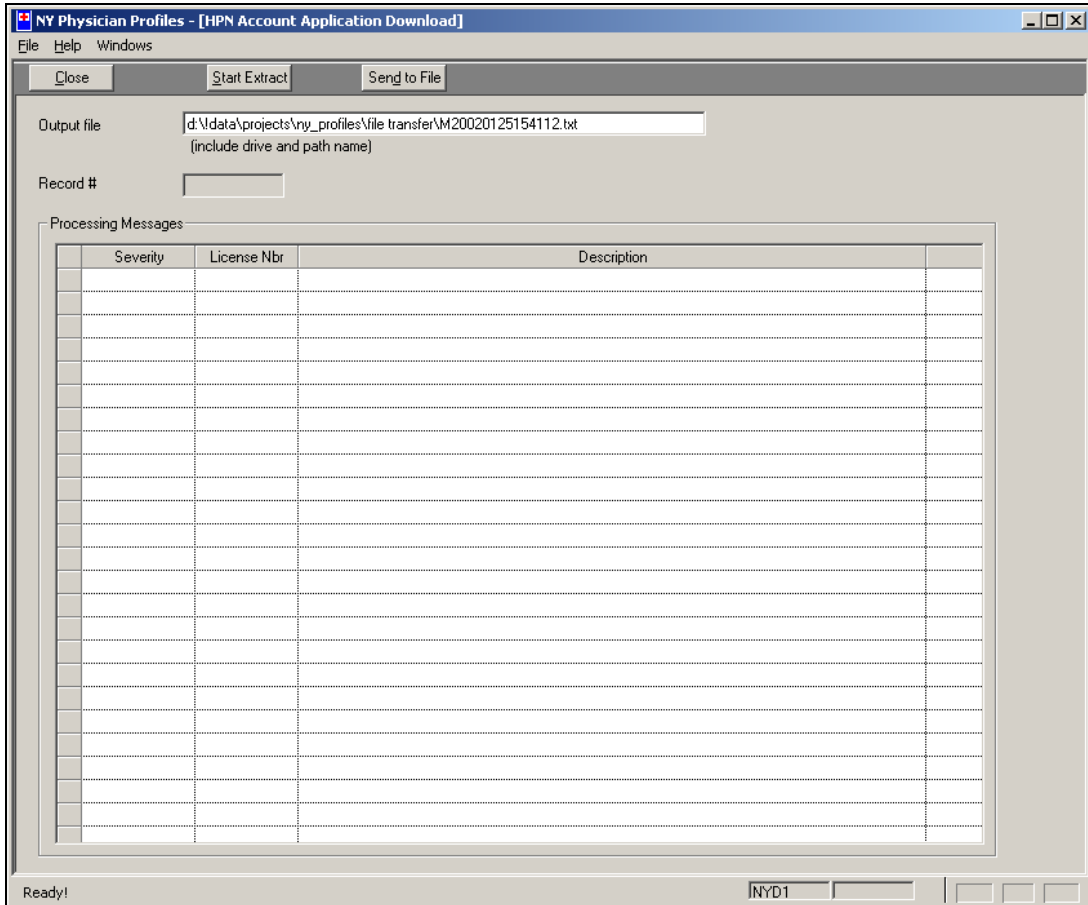 NY Physician Profiles - [HPN Account Application Download]
File Help Windows
Close Start Extract Send to File
Output file d:\!data\projects\ny_profiles\file transfer\M20020125154112.txt
(include drive and path name)
Record #
Processing Messages
Severity License Nbr Description
Ready! NYD1